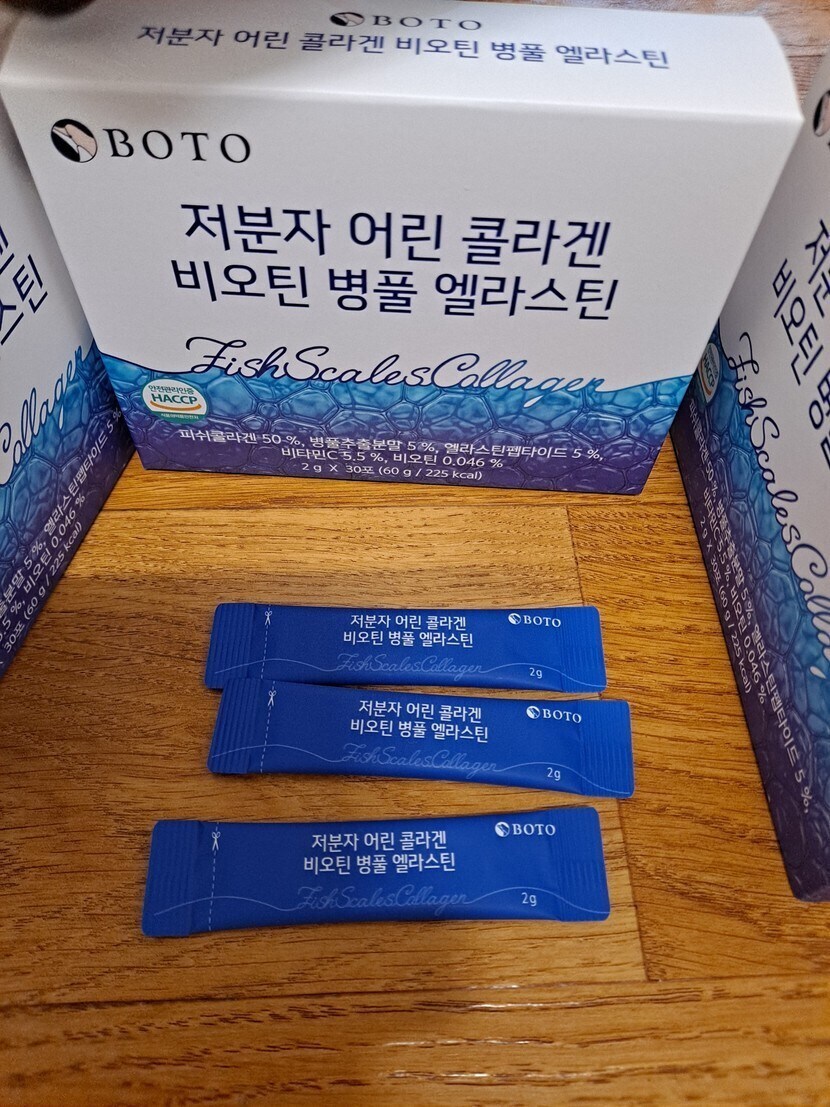 BOTO
저분자 어린 콜라겐 비오틴 병풀 엘라스틴
BOTO
저분자 어린 콜라겐
비오틴 병풀 엘라스틴
FishScalesCollagen
안전관리인증
HACCP
피쉬콜라겐 50 %, 병풀추출분말 5 %, 엘라스틴펩타이드 5 %,
비타민C 5.5 %, 비오틴 0.046 %
2 g X 30포 (60 g / 225 kcal)
저분자 어린 콜라겐
비오틴 병풀 엘라스틴
BOTO
FishScalesCollagen
2g
저분자 어린 콜라겐
비오틴 병풀 엘라스틴
BOTO
FishScalesCollagen
2g
저분자 어린 콜라겐
비오틴 병풀 엘라스틴
BOTO
FishScalesCollagen
2g